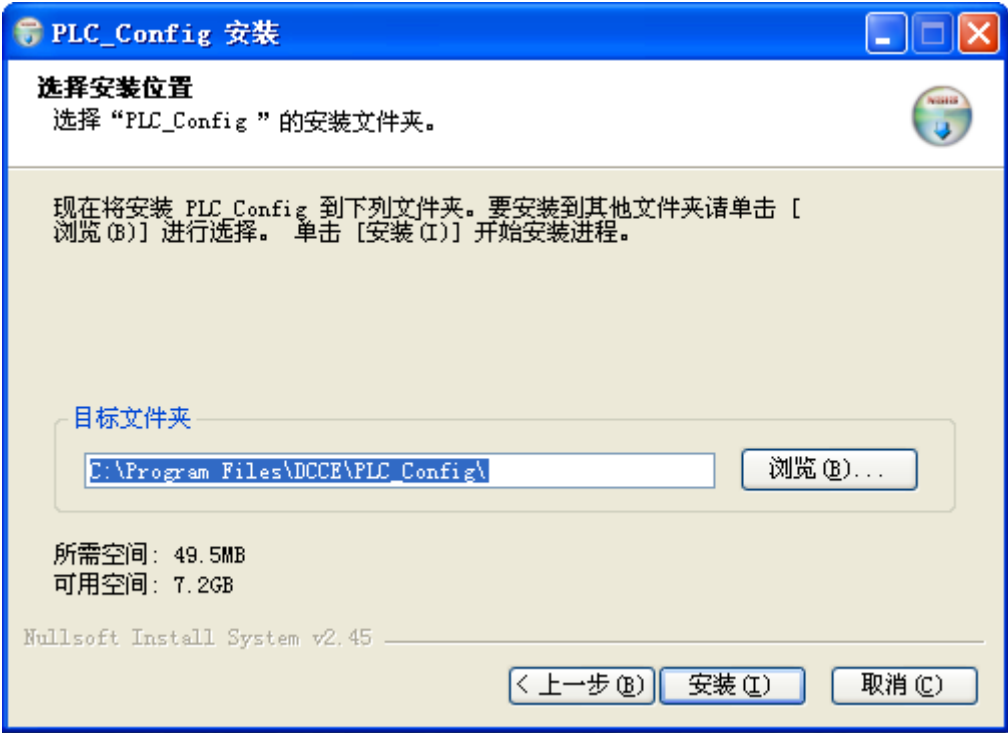 PLC_Config 安装
选择安装位置
选择“PLC_Config ”的安装文件夹。
现在将安装 PLC_Config 到下列文件夹。要安装到其他文件夹请单击 [
浏览(B)] 进行选择。 单击 [安装(I)] 开始安装进程。
目标文件夹
C:\Program Files\DCCE\PLC_Config\
浏览(B)...
所需空间: 49.5MB
可用空间: 7.2GB
Nullsoft Install System v2.45
< 上一步(B)
安装(I)
取消(C)